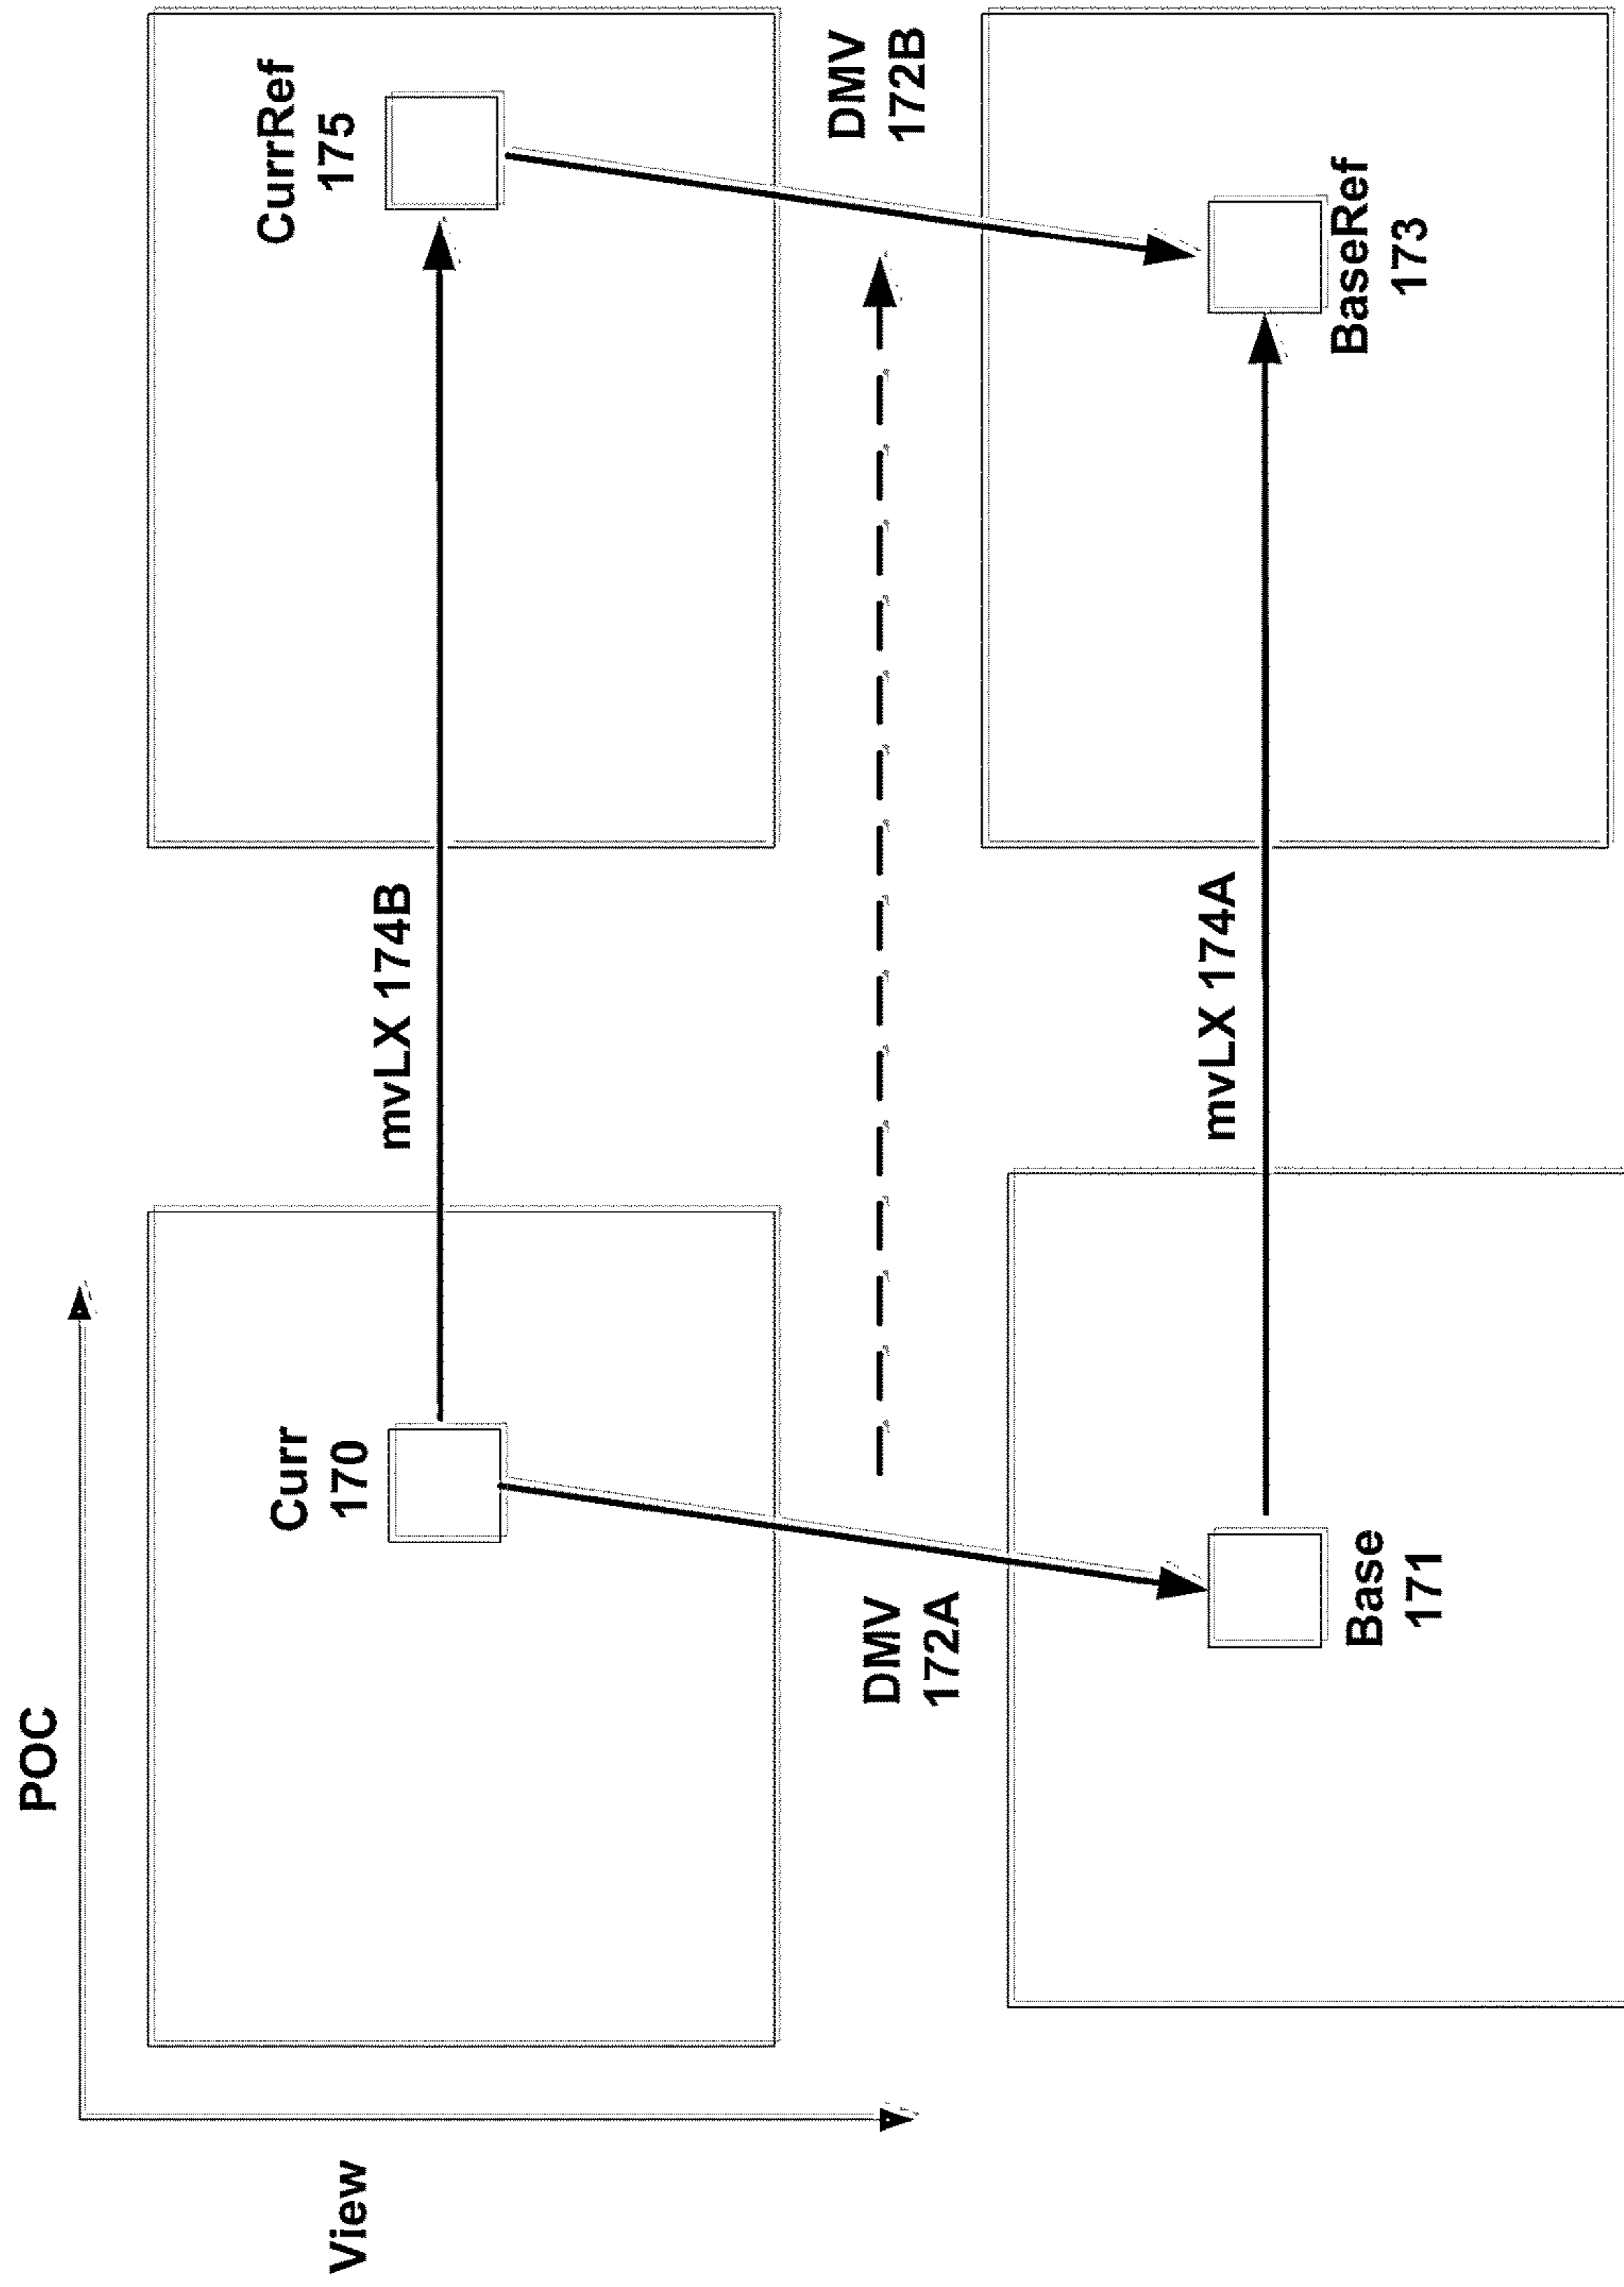 POC
View
Curr
170
mvLX 174B
CurrRef
175
DMV
172A
DMV
172B
Base
171
mvLX 174A
BaseRef
173